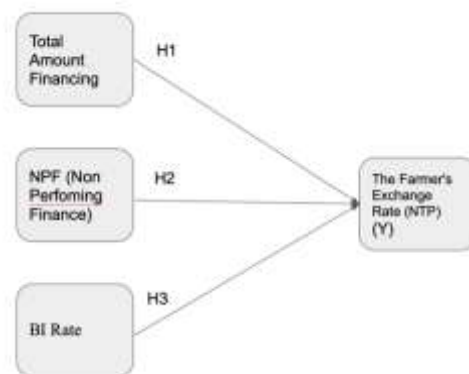 Total
Amount
Financing
H1
NPF (Non
Perfoming
Finance)
H2
The Farmer's
Exchange
Rate (NTP)
(Y)
H3
BI Rate